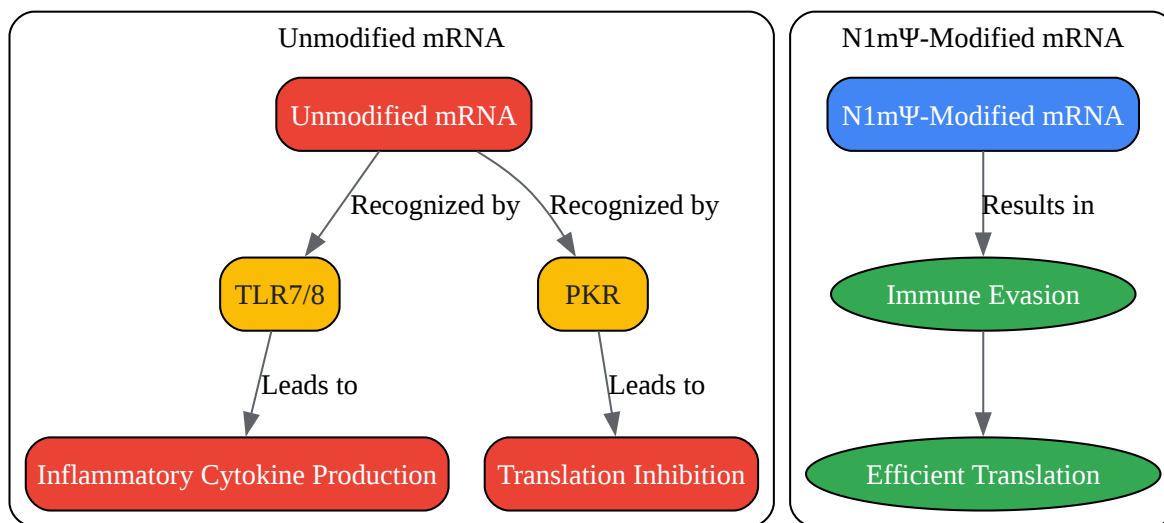 Unmodified mRNA
N1mΨ-Modified mRNA
Unmodified mRNA
N1mΨ-Modified mRNA
Recognized by
Recognized by
Results in
TLR7/8
PKR
Immune Evasion
Leads to
Leads to
Inflammatory Cytokine Production
Translation Inhibition
Efficient Translation